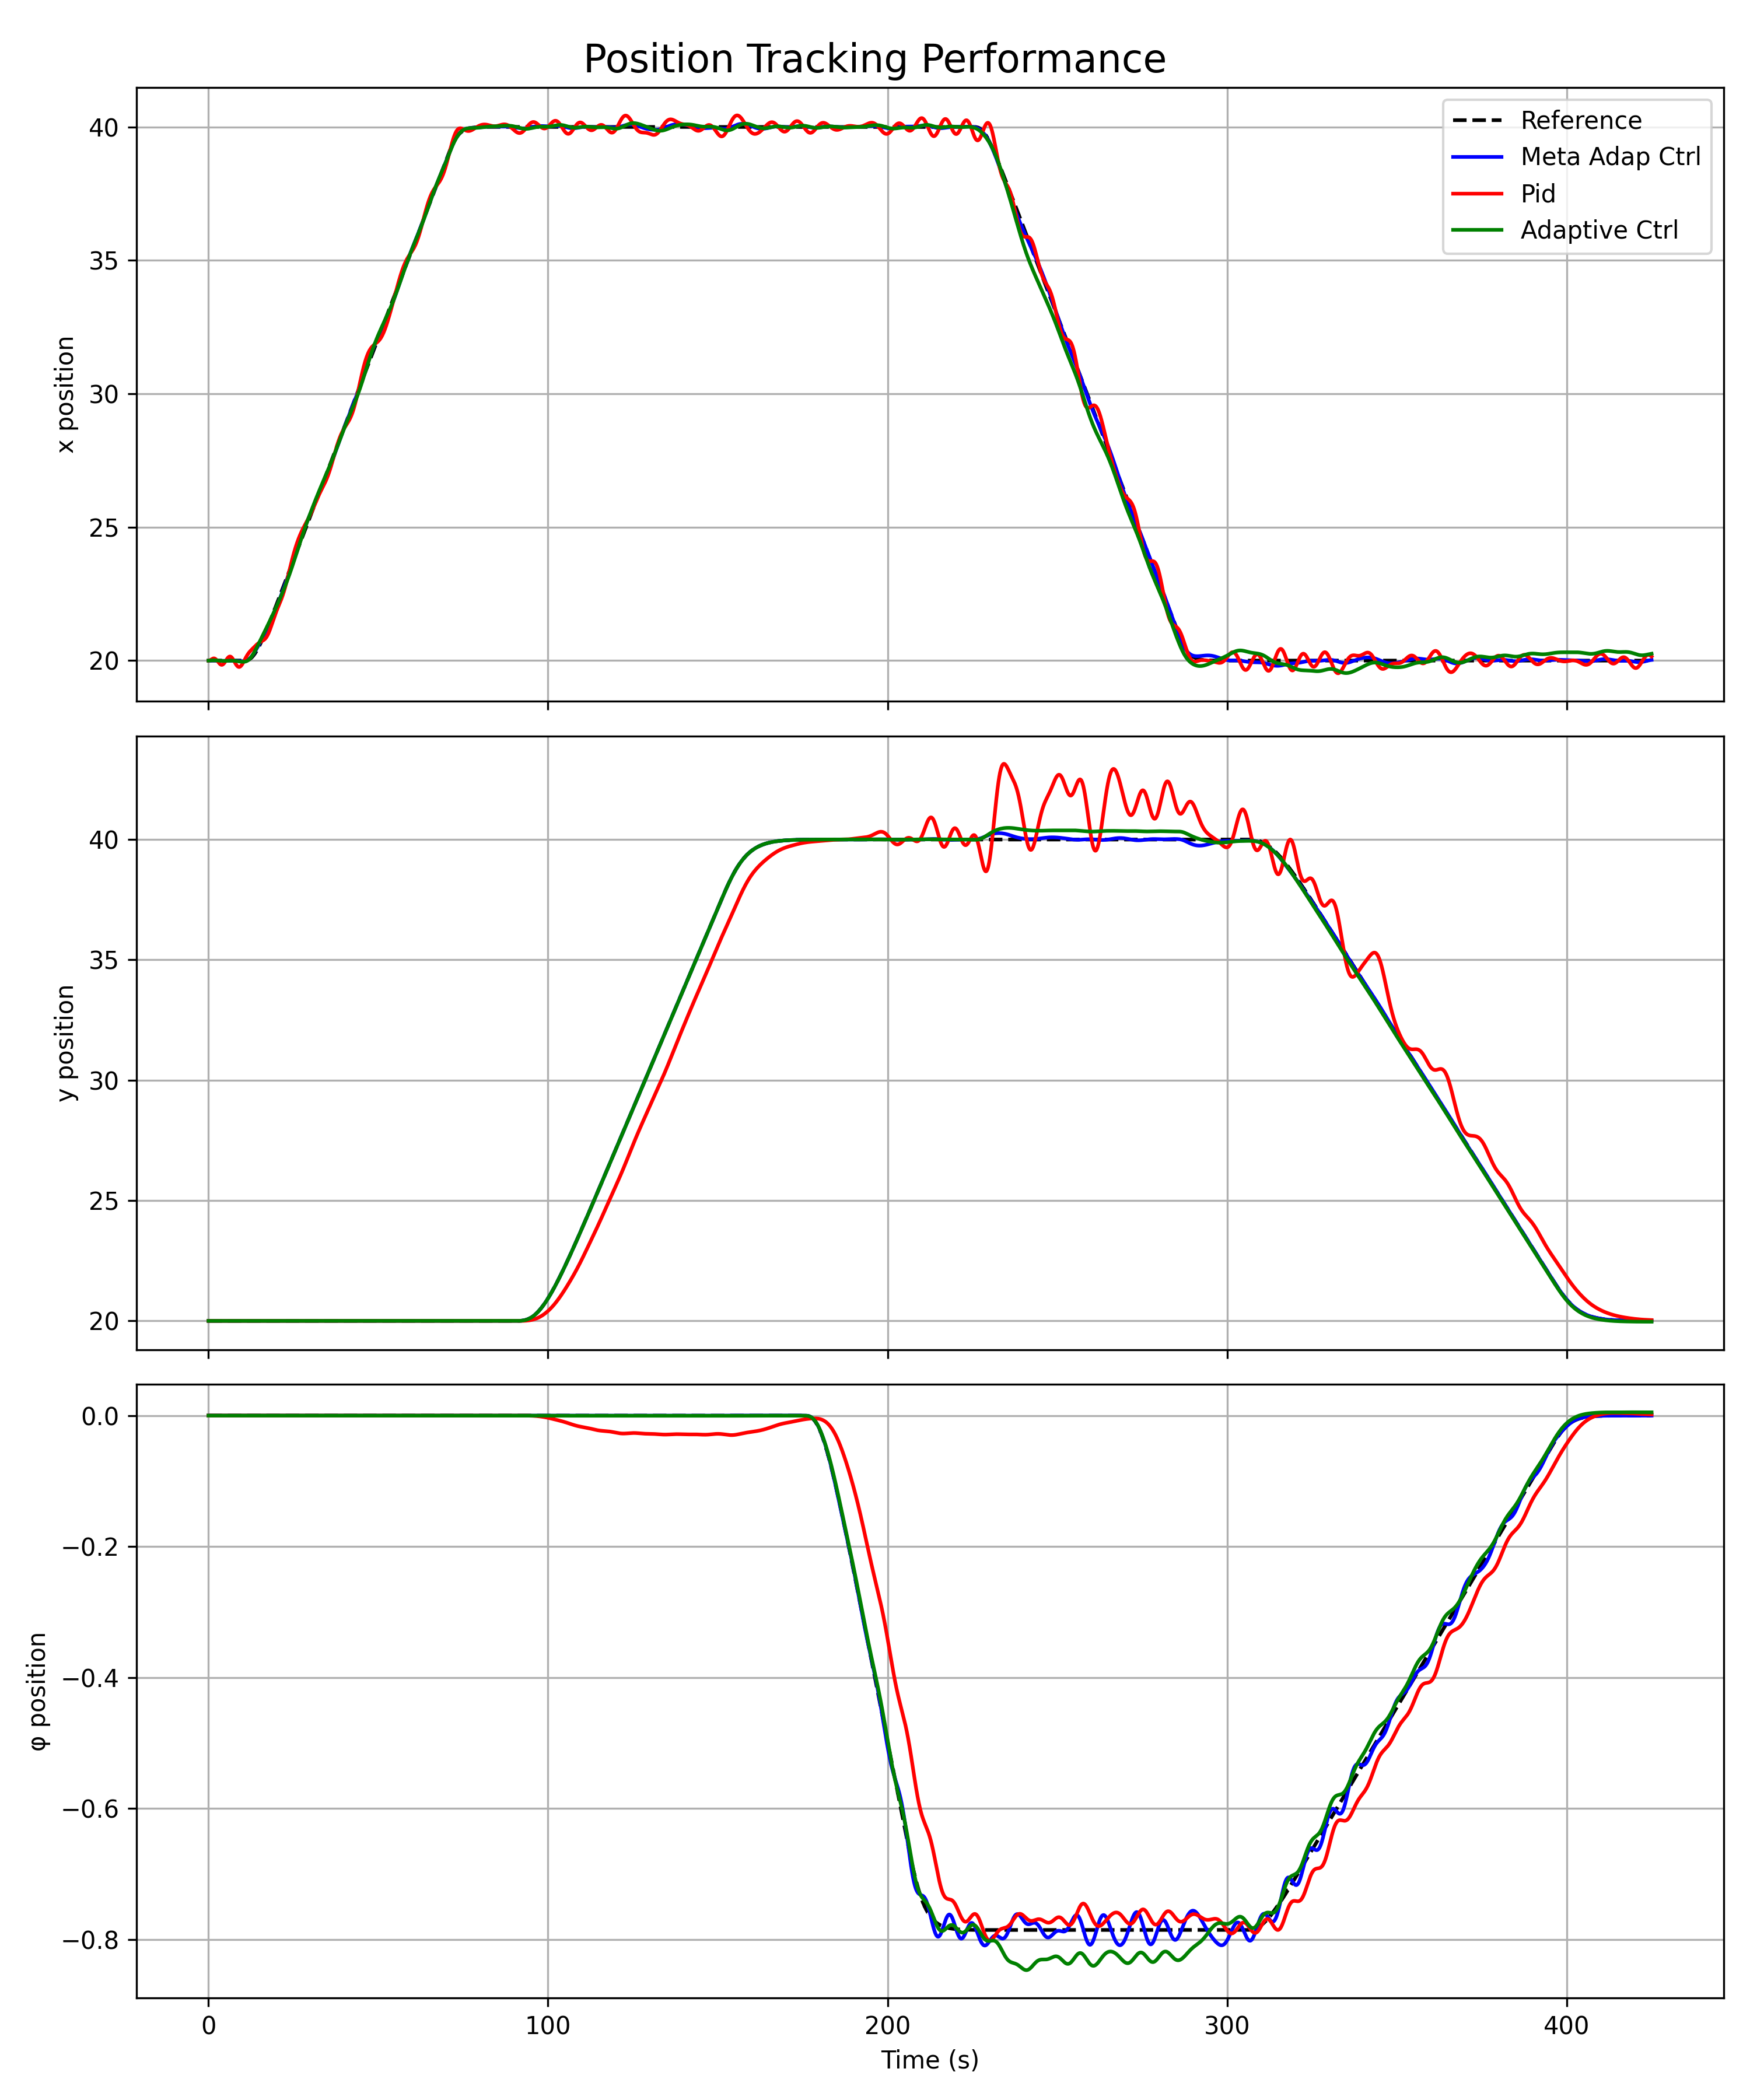 Position Tracking Performance
40
35
30
25
20
x position
Reference
Meta Adap Ctrl
Pid
Adaptive Ctrl
40
35
30
25
20
y position
0.0
−0.2
−0.4
−0.6
−0.8
φ position
0 100 200 300 400
Time (s)